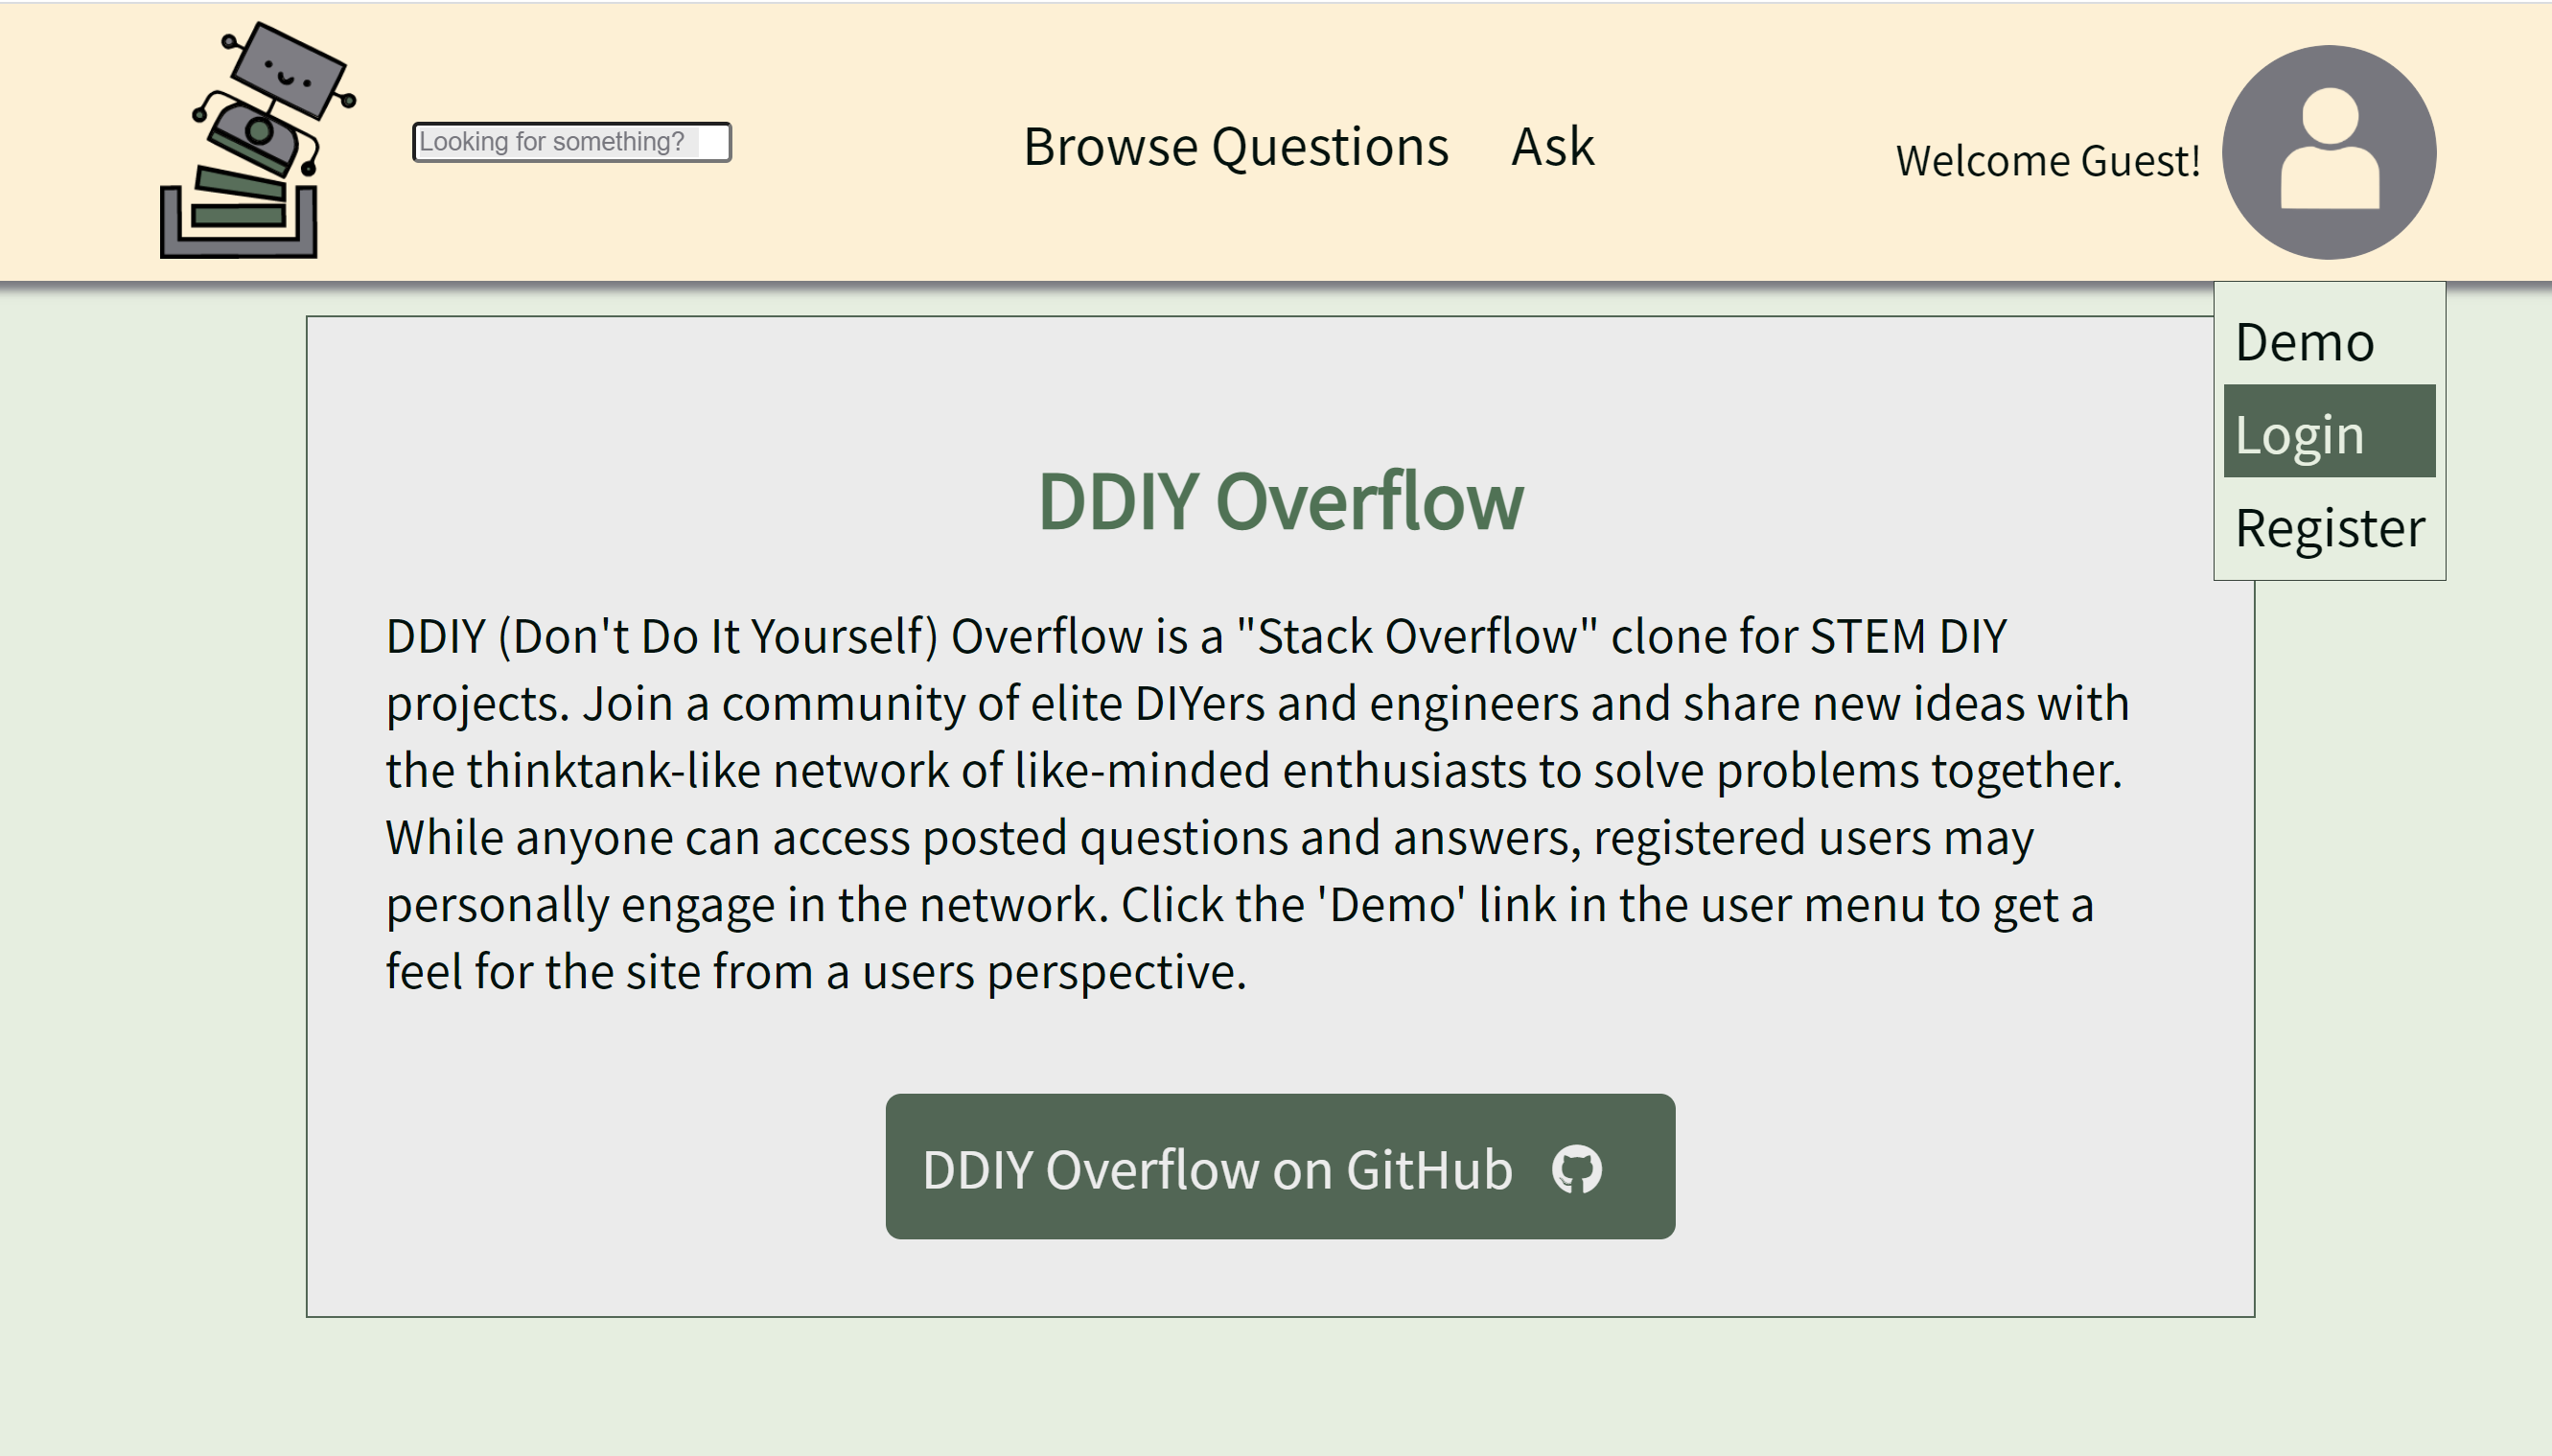 Looking for something?
Browse Questions
Ask
Welcome Guest!
Demo
Login
Register
DDIY Overflow
DDIY (Don't Do It Yourself) Overflow is a "Stack Overflow" clone for STEM DIY
projects. Join a community of elite DIYers and engineers and share new ideas with
the thinktank-like network of like-minded enthusiasts to solve problems together.
While anyone can access posted questions and answers, registered users may
personally engage in the network. Click the 'Demo' link in the user menu to get a
feel for the site from a users perspective.
DDIY Overflow on GitHub